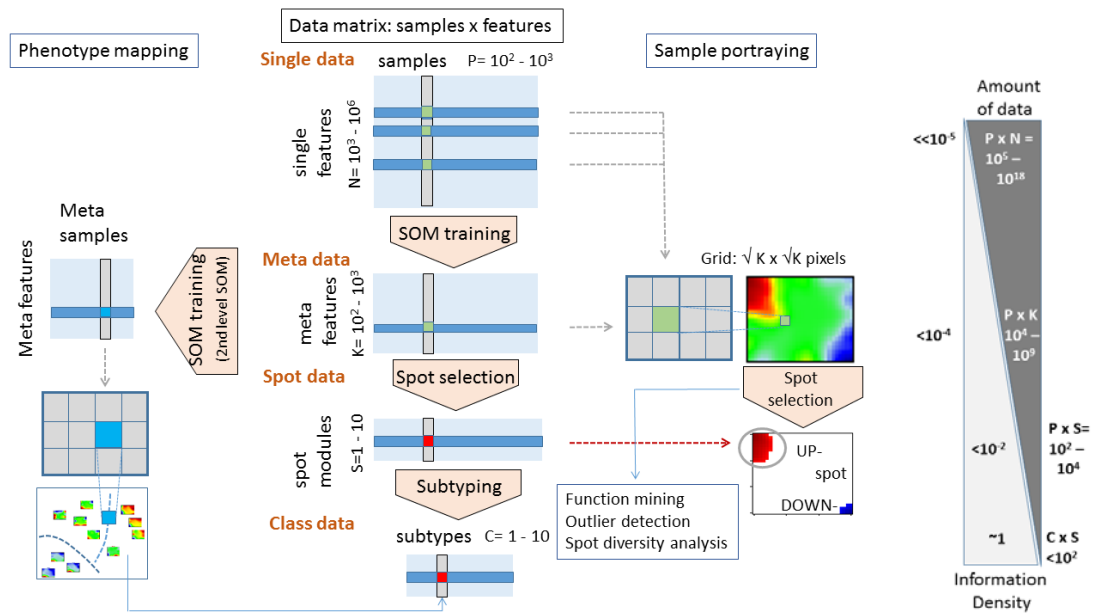 Data matrix: samples x features
Phenotype mapping
Sample portraying
Single data
samples P= 10² - 10³
single
features
N= 10³ - 10⁶
SOM training
Meta data
meta
features
K= 10² - 10³
Spot data
Spot selection
spot
modules
S=1 - 10
Subtyping
Class data
subtypes C= 1 - 10
Meta
samples
Meta features
SOM training
(2nd level SOM)
Grid: √ K x √K pixels
Spot
selection
UP-
spot
DOWN-
Function mining
Outlier detection
Spot diversity analysis
Amount
of data
<<10⁻⁵
P x N =
10⁵ –
10¹⁸
<10⁻⁴
P x K
10⁴ –
10⁹
<10⁻²
P x S=
10² –
10⁴
~1
C x S
<10²
Information
Density